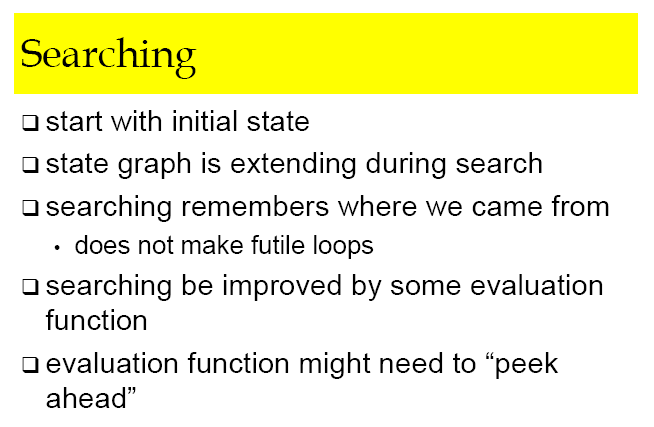 Searching
❑ start with initial state
❑ state graph is extending during search
❑ searching remembers where we came from
• does not make futile loops
❑ searching be improved by some evaluation
function
❑ evaluation function might need to “peek
ahead”